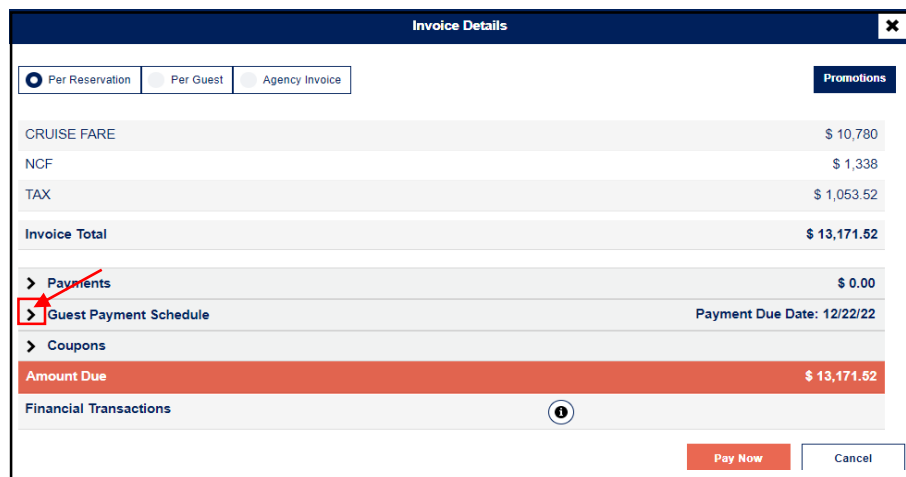 Invoice Details
Per Reservation Per Guest Agency Invoice Promotions
CRUISE FARE $ 10,780
NCF $ 1,338
TAX $ 1,053.52
Invoice Total $ 13,171.52
Payments $ 0.00
Guest Payment Schedule Payment Due Date: 12/22/22
Coupons
Amount Due $ 13,171.52
Financial Transactions
Pay Now Cancel